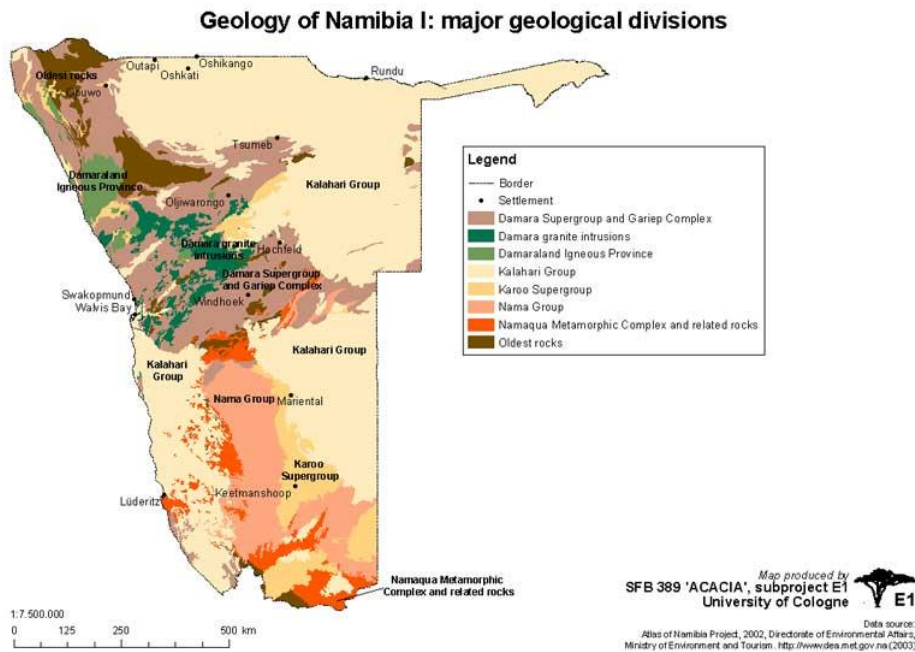 Geology of Namibia I: major geological divisions
Oldest rocks
Opuwo
Outapi
Oshikango
Oshkati
Rundu
Tsumeb
Damaraland
Igneous Province
Kalahari Group
Otjiwarongo
Damara granite
intrusions
Hochfeld
Damara Supergroup
and Gariep Complex
Swakopmund
Walvis Bay
Windhoek
Kalahari
Group
Kalahari Group
Nama Group
Mariental
Karoo
Supergroup
Keetmanshoop
Lüderitz
Namaqua Metamorphic
Complex and related rocks
Legend
Border
Settlement
Damara Supergroup and Gariep Complex
Damara granite intrusions
Damaraland Igneous Province
Kalahari Group
Karoo Supergroup
Nama Group
Namaqua Metamorphic Complex and related rocks
Oldest rocks
1:7.500.000
0 125 250 500 km
Map produced by
SFB 389 'ACACIA', subproject E1
University of Cologne
E1
Data source:
Atlas of Namibia Project, 2002, Directorate of Environmental Affairs,
Ministry of Environment and Tourism. http://www.dea.met.gov.na (2003)